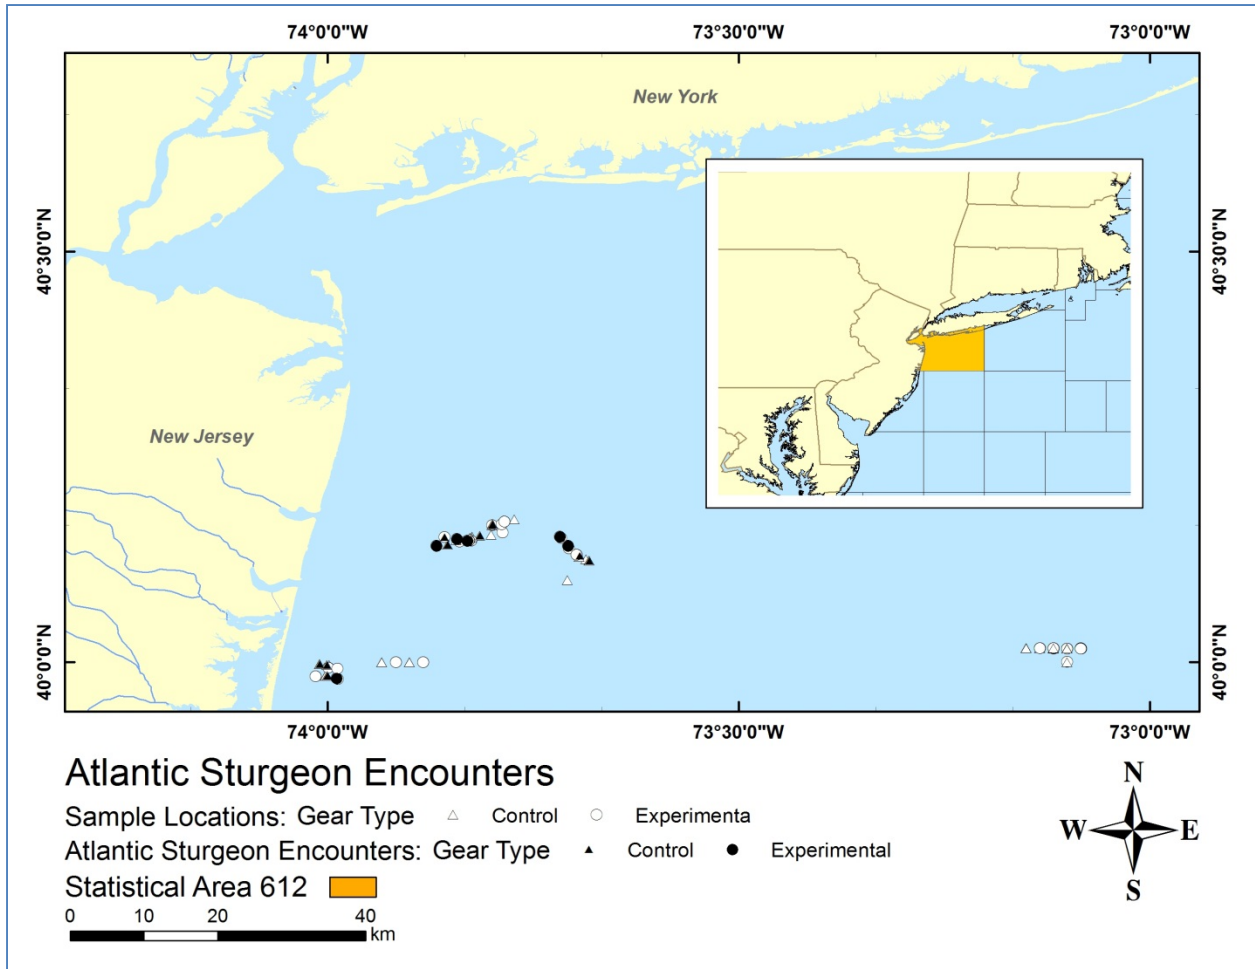 74°0'0"W 73°30'0"W 73°0'0"W
New York
40°30'0"N 40°30'0"N
New Jersey
40°0'0"N 40°0'0"N
74°0'0"W 73°30'0"W 73°0'0"W
Atlantic Sturgeon Encounters
Sample Locations: Gear Type Control Experimenta
Atlantic Sturgeon Encounters: Gear Type Control Experimental
Statistical Area 612
0 10 20 40
km
N
W E
S